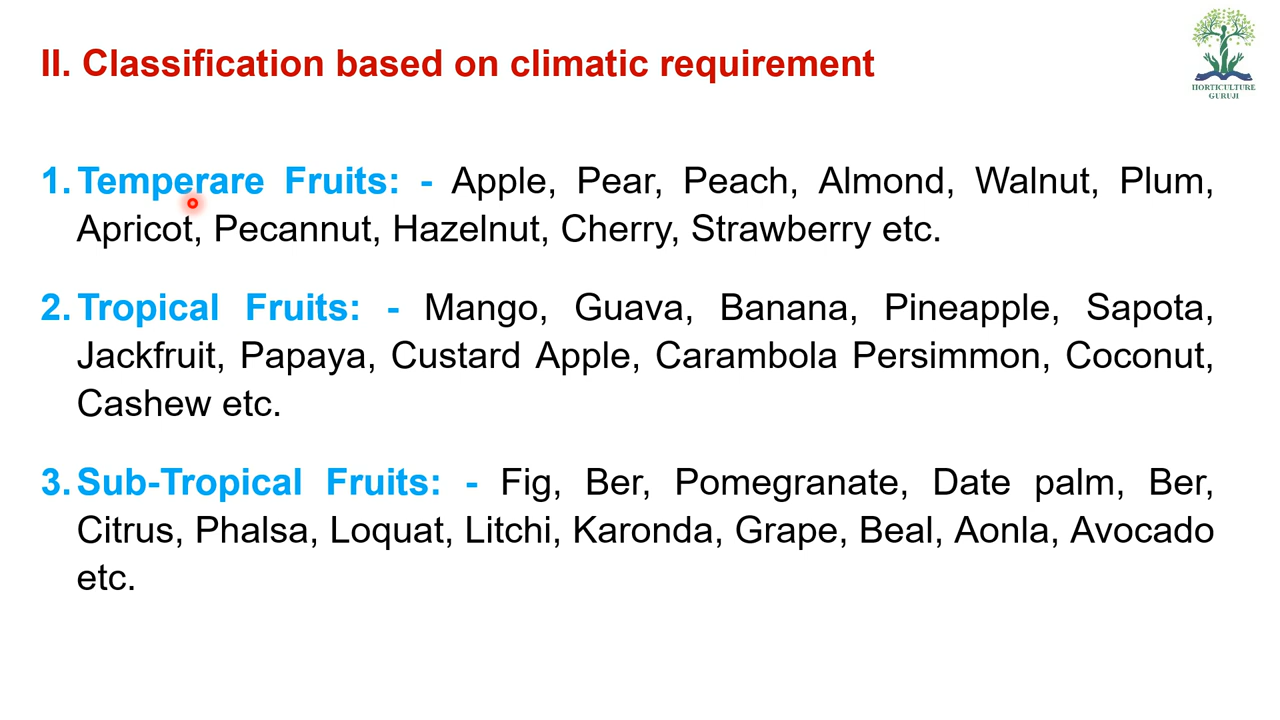 II. Classification based on climatic requirement
HORTICULTURE
GURUJI
1. Temperare Fruits: - Apple, Pear, Peach, Almond, Walnut, Plum,
Apricot, Pecannut, Hazelnut, Cherry, Strawberry etc.
2. Tropical Fruits: - Mango, Guava, Banana, Pineapple, Sapota,
Jackfruit, Papaya, Custard Apple, Carambola Persimmon, Coconut,
Cashew etc.
3. Sub-Tropical Fruits: - Fig, Ber, Pomegranate, Date palm, Ber,
Citrus, Phalsa, Loquat, Litchi, Karonda, Grape, Beal, Aonla, Avocado
etc.